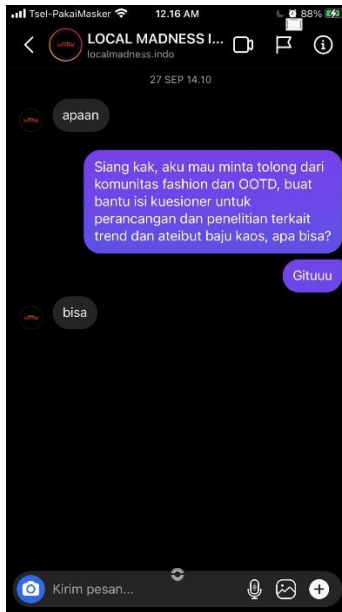 Tsel-PakaiMasker 12.16 AM 88%
LOCAL MADNESS I...
localmadness.indo
27 SEP 14.10
apaan
Siang kak, aku mau minta tolong dari
komunitas fashion dan OOTD, buat
bantu isi kuesioner untuk
perancangan dan penelitian terkait
trend dan ateibut baju kaos, apa bisa?
Gituuu
bisa
Kirim pesan...